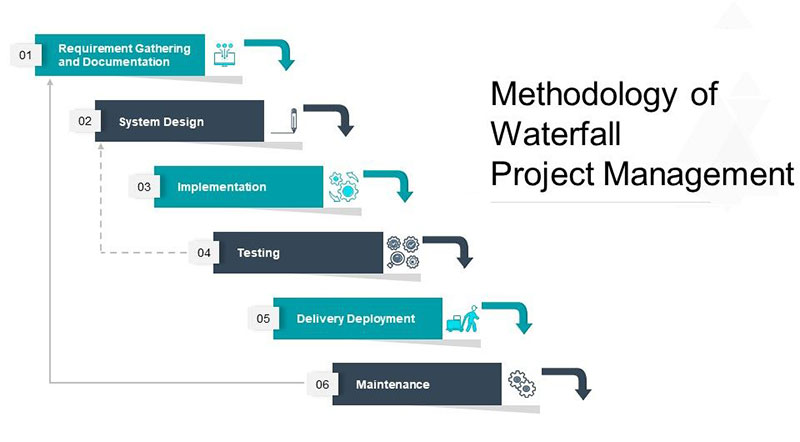 Methodology of
Waterfall
Project Management
01
Requirement Gathering
and Documentation
02
System Design
03
Implementation
04
Testing
05
Delivery Deployment
06
Maintenance